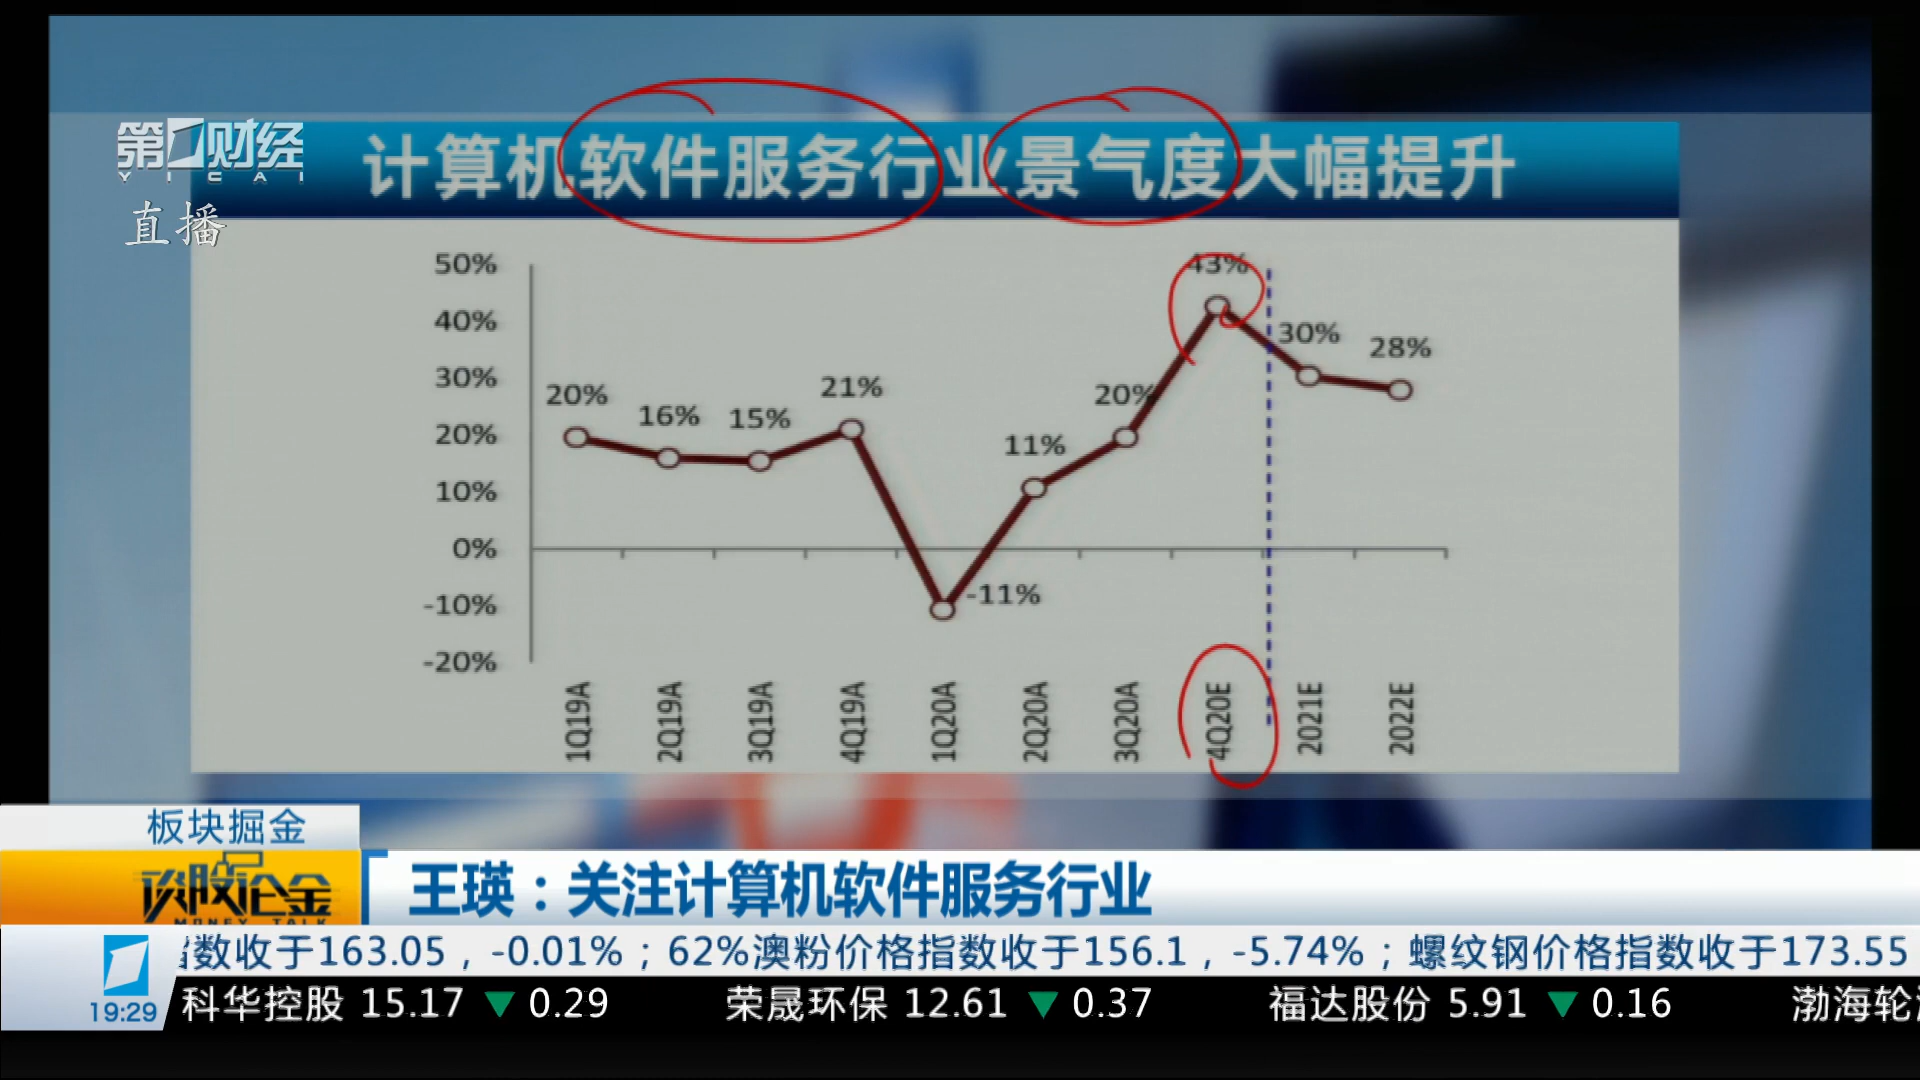 第1财经
YICAI
直播
计算机软件服务行业景气度大幅提升
50%
40%
30%
20%
10%
0%
-10%
-20%
20%
16%
15%
21%
-11%
11%
20%
43%
30%
28%
1Q19A
2Q19A
3Q19A
4Q19A
1Q20A
2Q20A
3Q20A
4Q20E
2021E
2022E
板块掘金
谈股论金
MONEY TALK
王瑛：关注计算机软件服务行业
数收于163.05，-0.01%；62%澳粉价格指数收于156.1，-5.74%；螺纹钢价格指数收于173.55
19:29
科华控股 15.17 ▼ 0.29 荣晟环保 12.61 ▼ 0.37 福达股份 5.91 ▼ 0.16 渤海轮